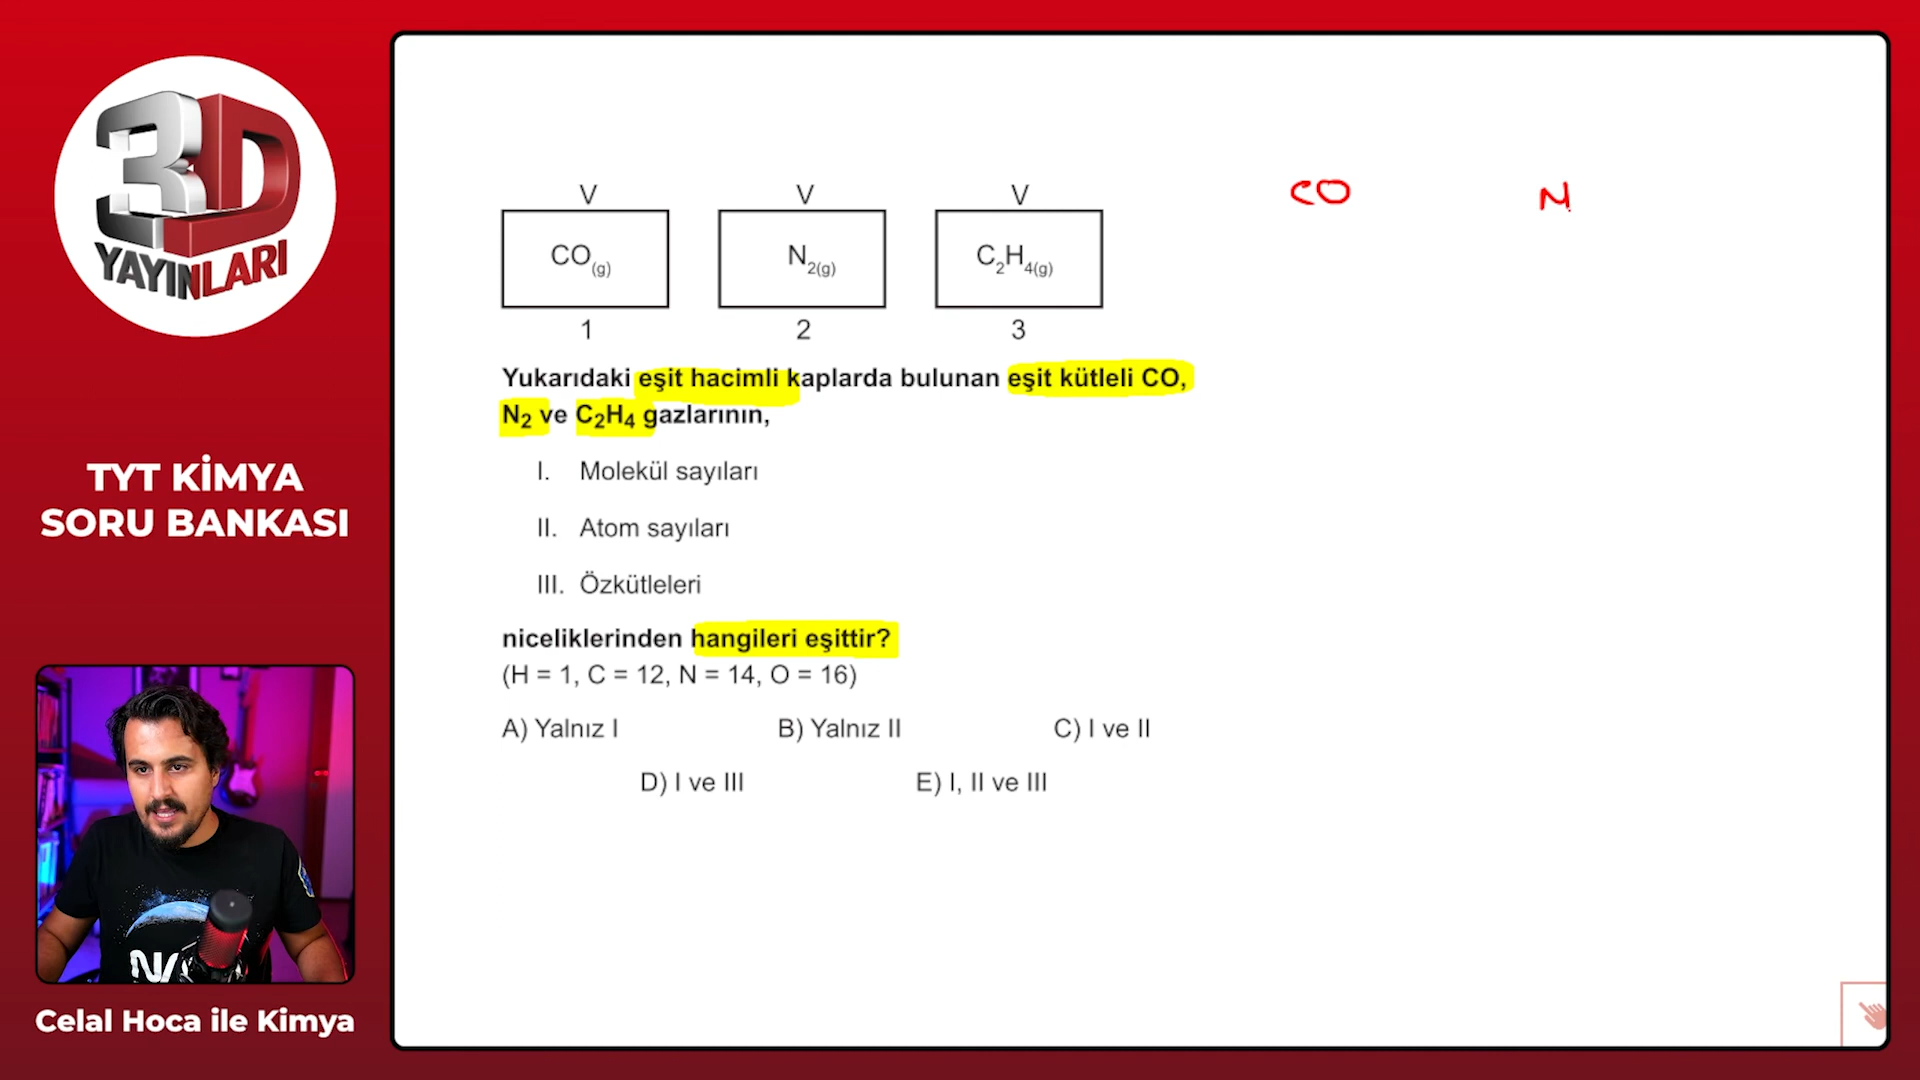 3D
YAYINLARI
TYT KİMYA
SORU BANKASI
Celal Hoca ile Kimya
V V V
CO(g) N2(g) C2H4(g)
1 2 3
CO N
Yukarıdaki eşit hacimli kaplarda bulunan eşit kütleli CO,
N2 ve C2H4 gazlarının,
I. Molekül sayıları
II. Atom sayıları
III. Özkütleleri
niceliklerinden hangileri eşittir?
(H = 1, C = 12, N = 14, O = 16)
A) Yalnız I B) Yalnız II C) I ve II
D) I ve III E) I, II ve III